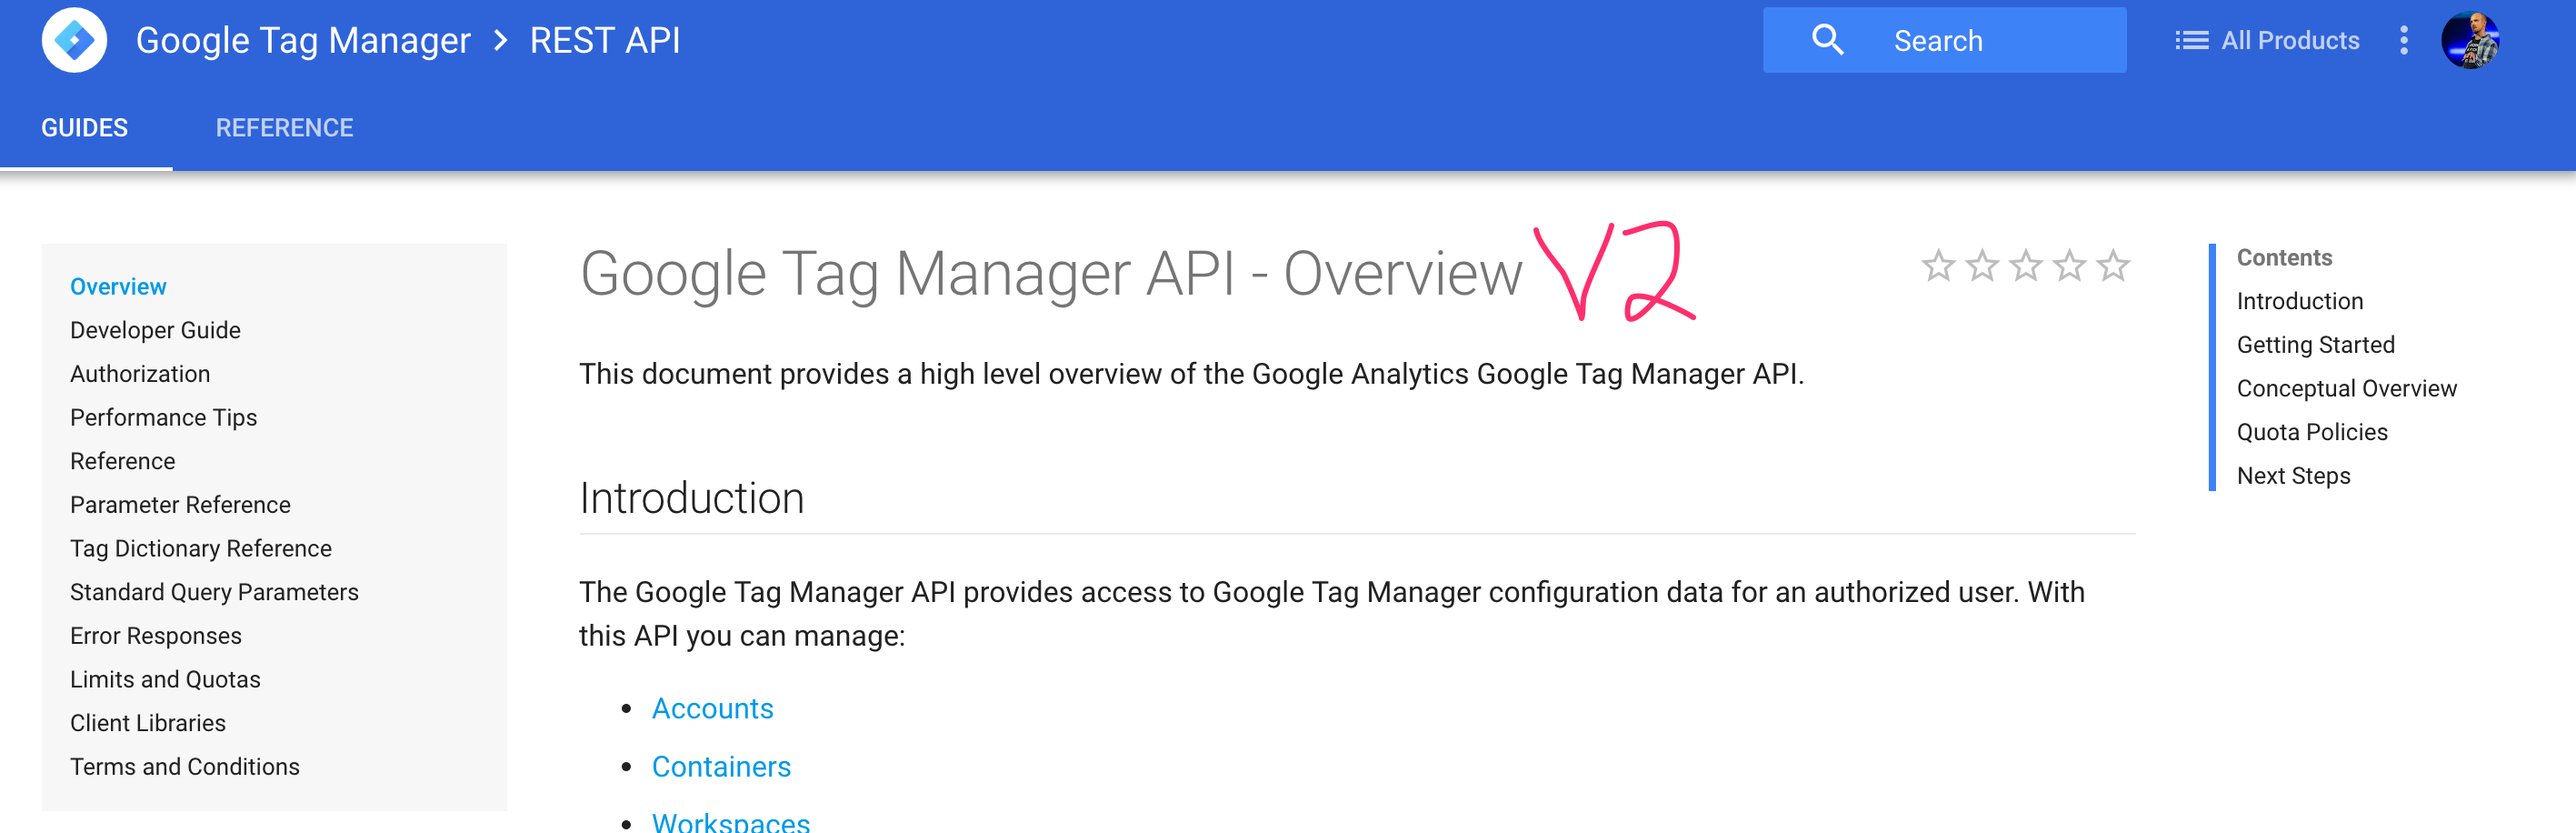 Google Tag Manager > REST API
Search
All Products
GUIDES
REFERENCE
Overview
Developer Guide
Authorization
Performance Tips
Reference
Parameter Reference
Tag Dictionary Reference
Standard Query Parameters
Error Responses
Limits and Quotas
Client Libraries
Terms and Conditions
Google Tag Manager API - Overview V2
This document provides a high level overview of the Google Analytics Google Tag Manager API.
Introduction
The Google Tag Manager API provides access to Google Tag Manager configuration data for an authorized user. With
this API you can manage:
• Accounts
• Containers
• Workspaces
Contents
Introduction
Getting Started
Conceptual Overview
Quota Policies
Next Steps